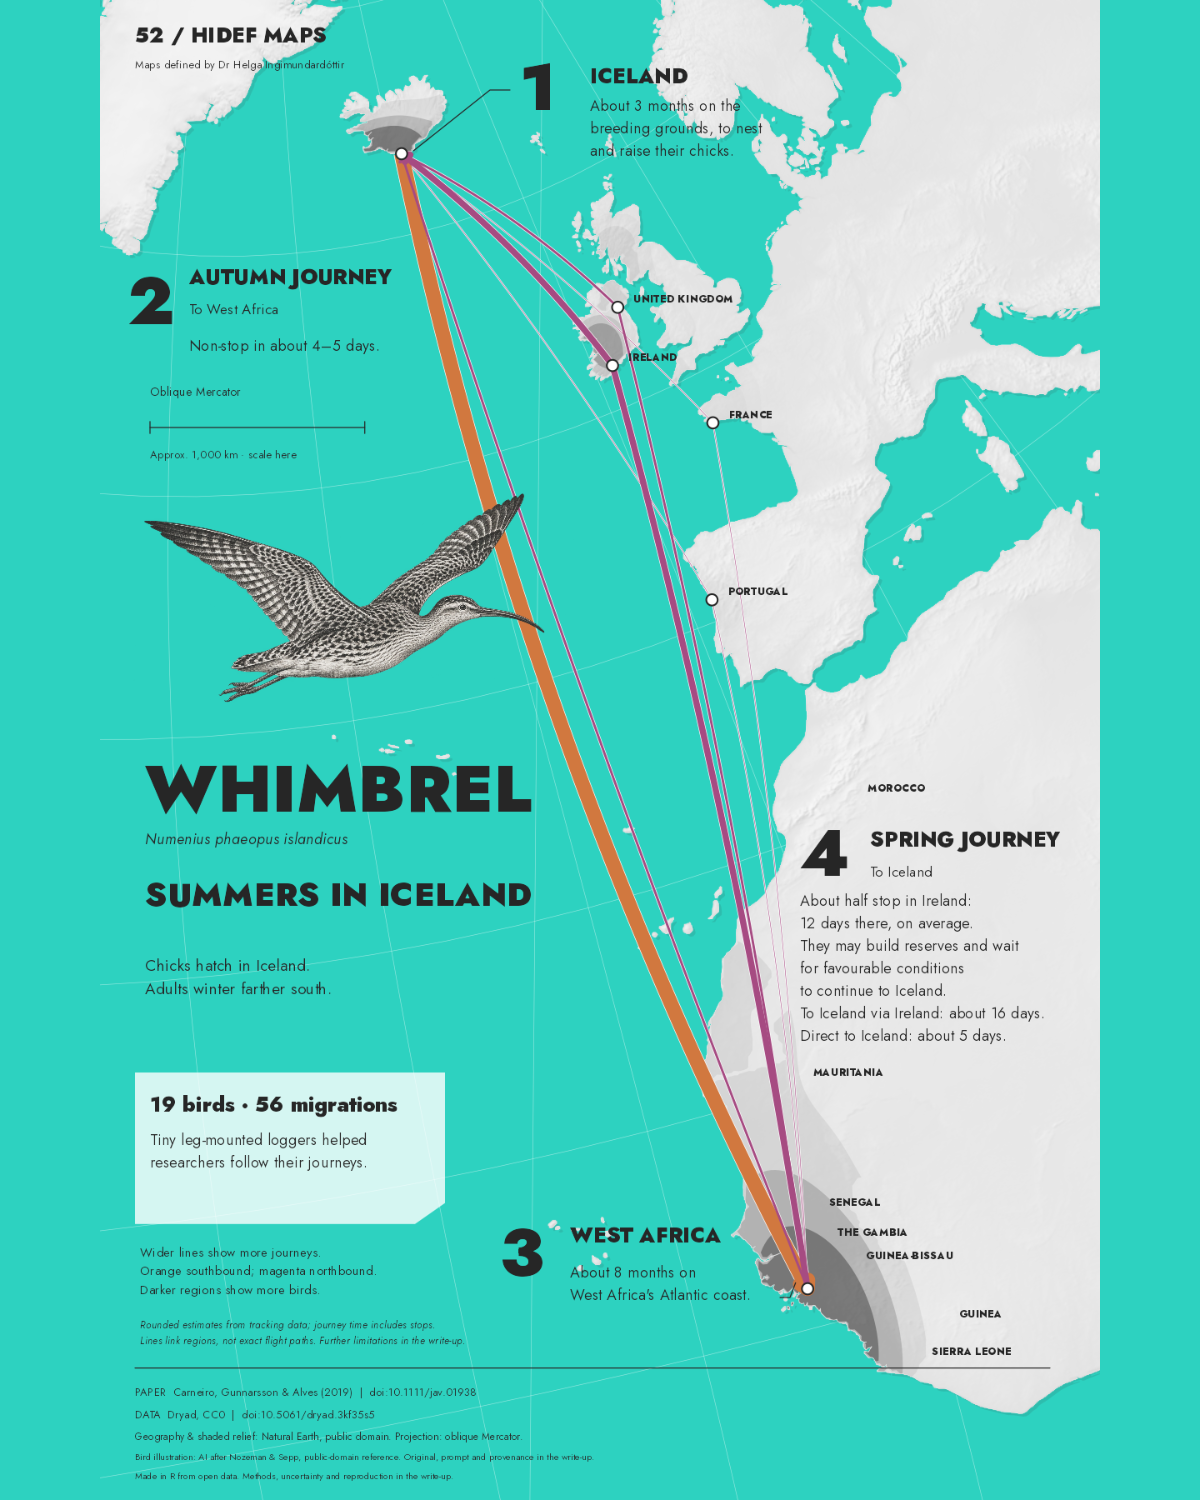 52 / HIDEF MAPS
Maps defined by Dr Helga Ingimundardóttir
1
ICELAND
About 3 months on the
breeding grounds, to nest
and raise their chicks.
2
AUTUMN JOURNEY
To West Africa
Non-stop in about 4–5 days.
Oblique Mercator
Approx. 1,000 km · scale here
UNITED KINGDOM
IRELAND
FRANCE
PORTUGAL
WHIMBREL
Numenius phaeopus islandicus
SUMMERS IN ICELAND
Chicks hatch in Iceland.
Adults winter farther south.
MOROCCO
4
SPRING JOURNEY
To Iceland
About half stop in Ireland:
12 days there, on average.
They may build reserves and wait
for favourable conditions
to continue to Iceland.
To Iceland via Ireland: about 16 days.
Direct to Iceland: about 5 days.
MAURITANIA
19 birds · 56 migrations
Tiny leg-mounted loggers helped
researchers follow their journeys.
SENEGAL
THE GAMBIA
GUINEA-BISSAU
GUINEA
SIERRA LEONE
3
WEST AFRICA
About 8 months on
West Africa's Atlantic coast.
Wider lines show more journeys.
Orange southbound; magenta northbound.
Darker regions show more birds.
Rounded estimates from tracking data; journey time includes stops.
Lines link regions, not exact flight paths. Further limitations in the write-up.
PAPER Carneiro, Gunnarsson & Alves (2019) | doi:10.1111/jav.01938
DATA Dryad, CC0 | doi:10.5061/dryad.3kf35s5
Geography & shaded relief: Natural Earth, public domain. Projection: oblique Mercator.
Bird illustration: AI after Nozeman & Sepp, public-domain reference. Original, prompt and provenance in the write-up.
Made in R from open data. Methods, uncertainty and reproduction in the write-up.